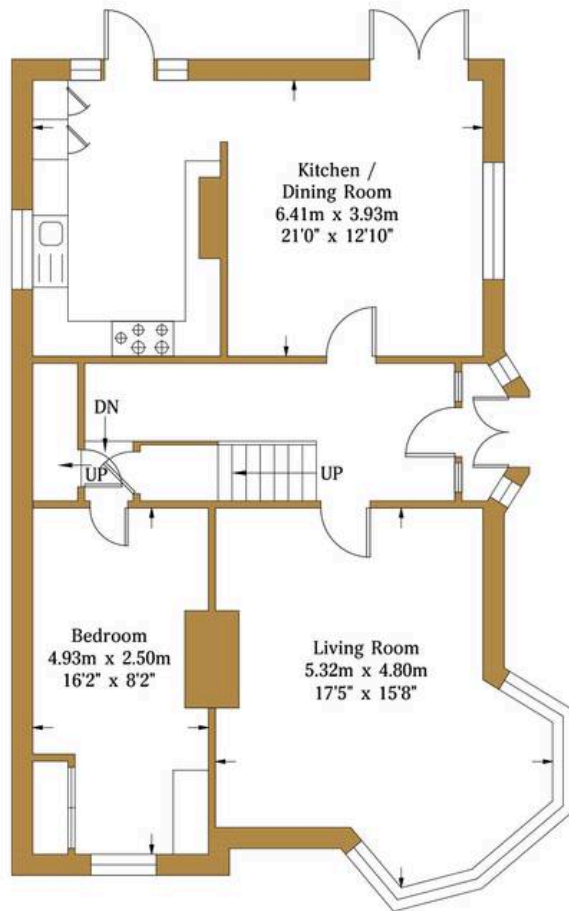 Kitchen /
Dining Room
6.41m x 3.93m
21'0" x 12'10"
DN
UP
UP
Bedroom
4.93m x 2.50m
16'2" x 8'2"
Living Room
5.32m x 4.80m
17'5" x 15'8"